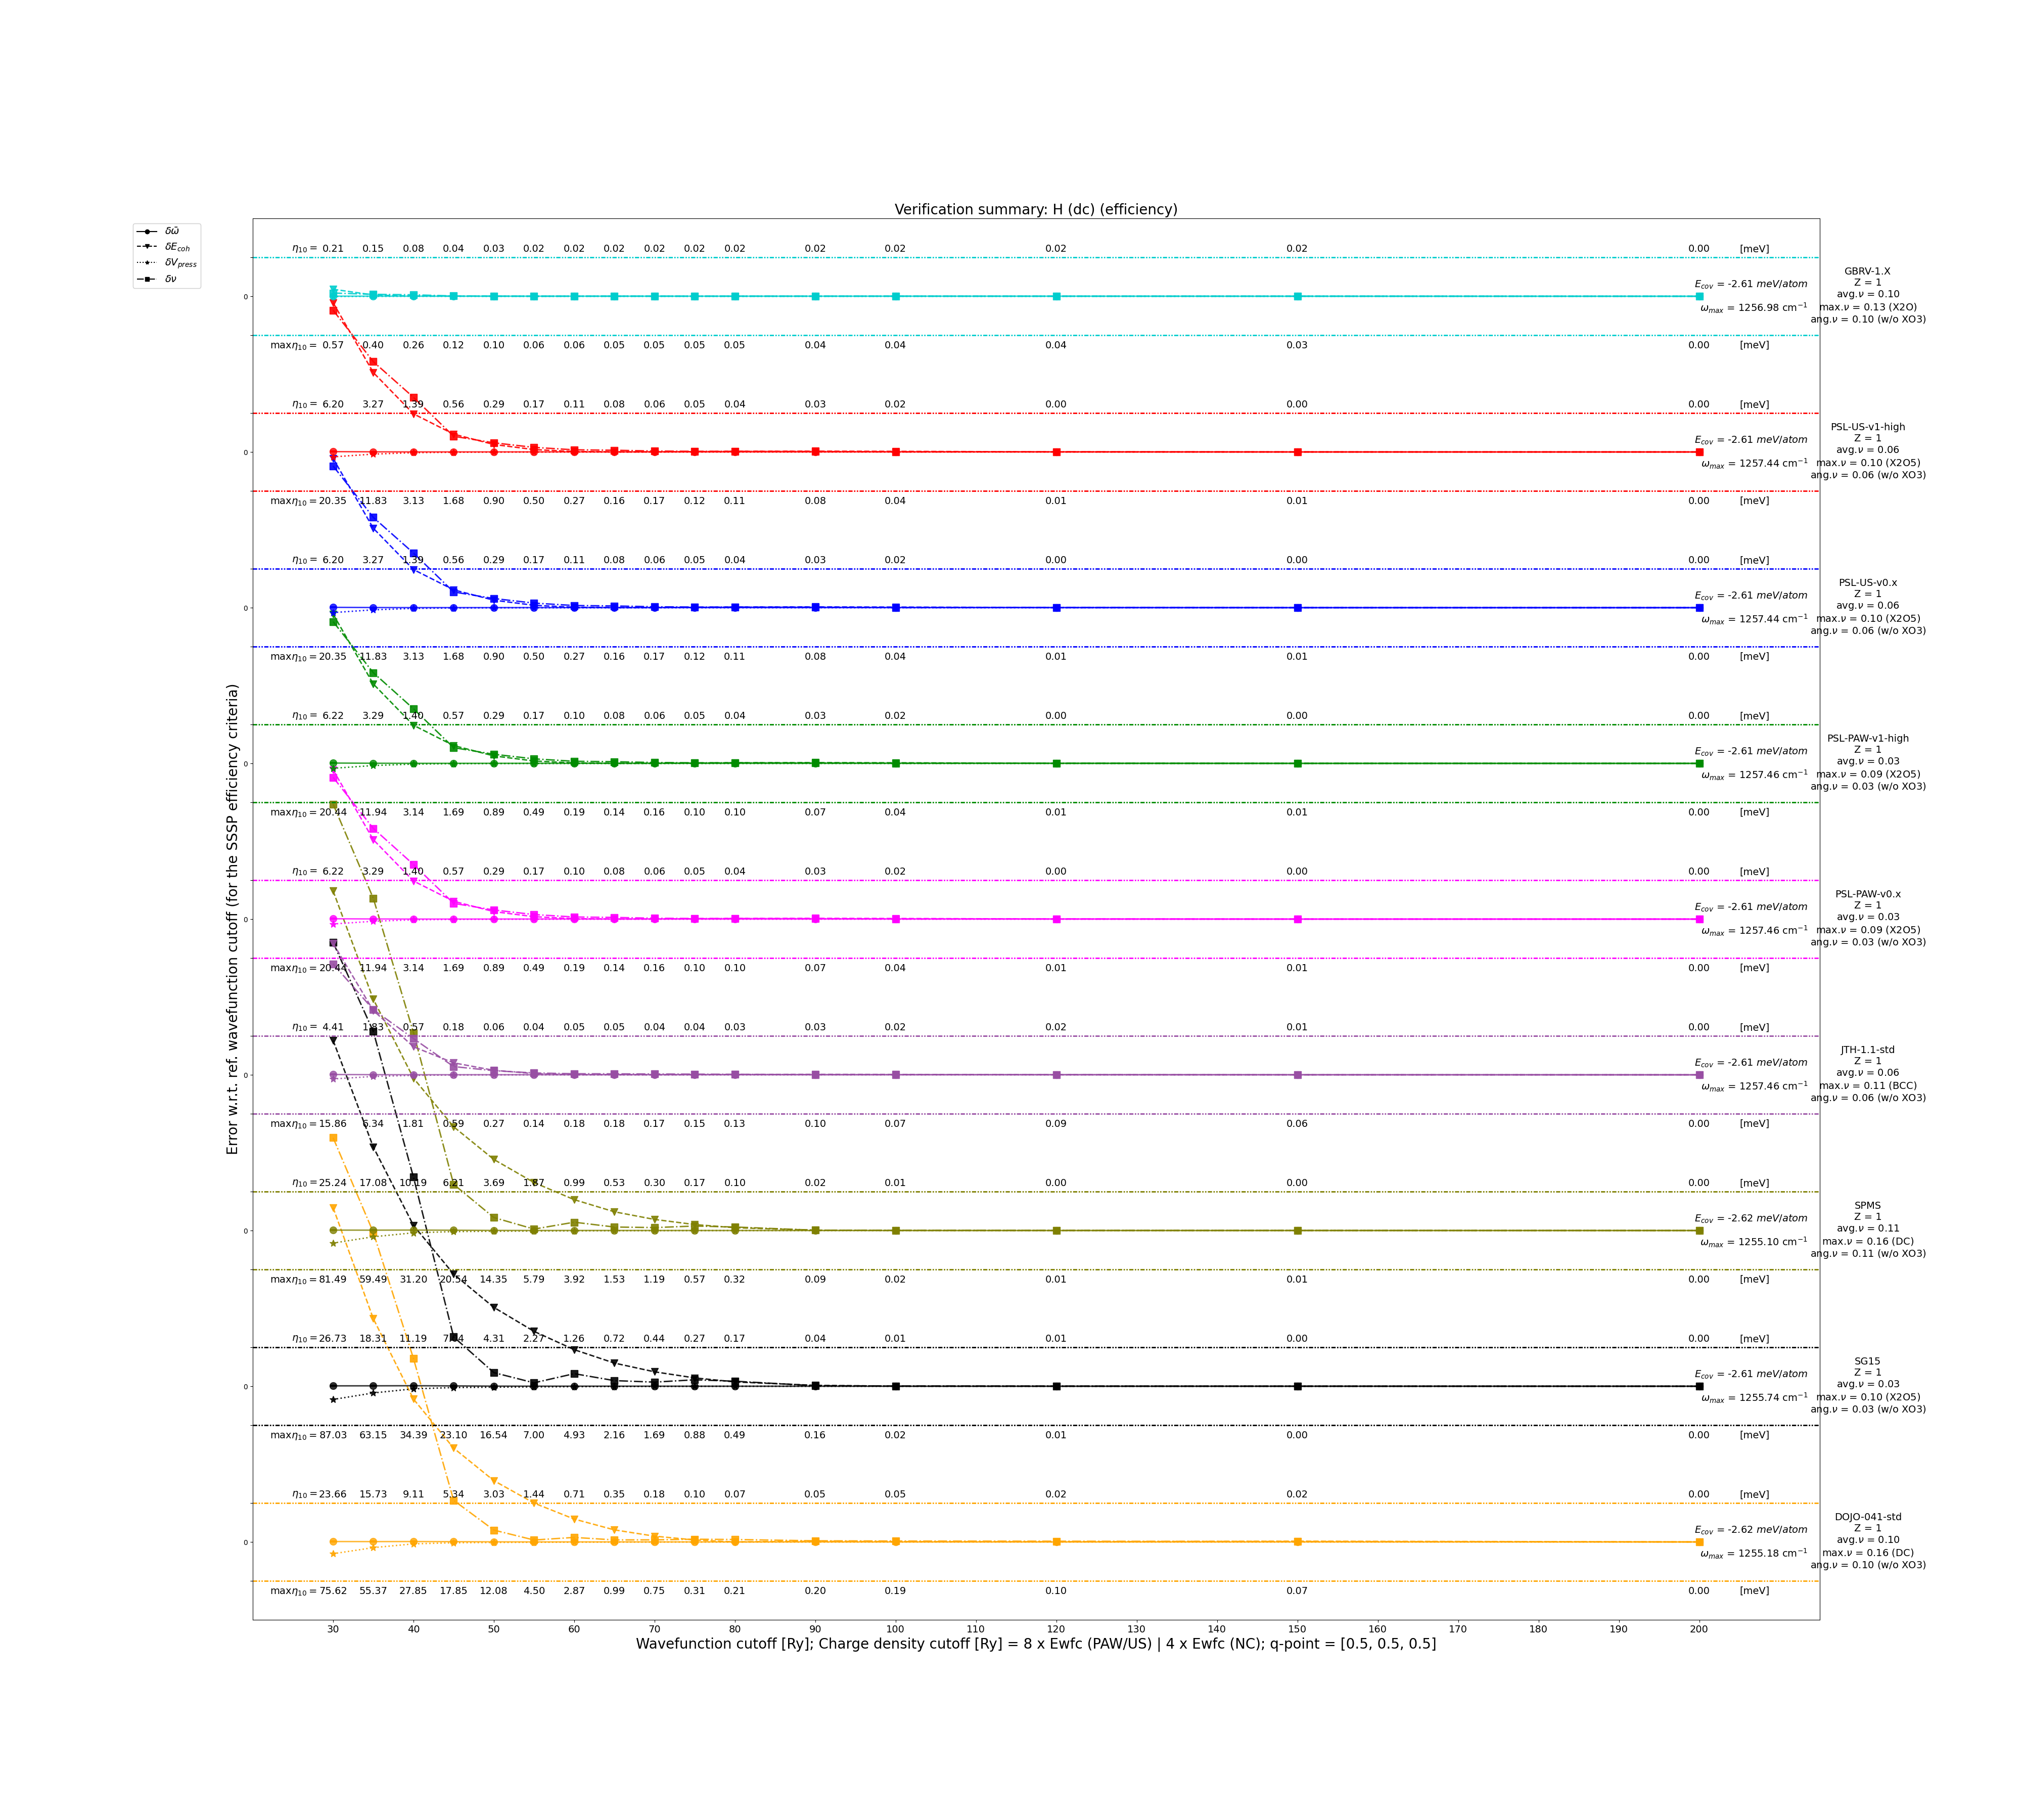 Verification summary: H (dc) (efficiency)
δω̄
δE_coh
δV_press
δν
Error w.r.t. ref. wavefunction cutoff (for the SSSP efficiency criteria)
η₁₀ = 0.21 0.15 0.08 0.04 0.03 0.02 0.02 0.02 0.02 0.02 0.02 0.02 0.02 0.02 0.02 0.00 [meV]
0
E_cov = -2.61 meV/atom
ω_max = 1256.98 cm⁻¹
GBRV-1.X
Z = 1
avg.ν = 0.10
max.ν = 0.13 (X2O)
ang.ν = 0.10 (w/o XO3)
maxη₁₀ = 0.57 0.40 0.26 0.12 0.10 0.06 0.06 0.05 0.05 0.05 0.05 0.04 0.04 0.04 0.03 0.00 [meV]
η₁₀ = 6.20 3.27 1.39 0.56 0.29 0.17 0.11 0.08 0.06 0.05 0.04 0.03 0.02 0.00 0.00 0.00 [meV]
0
E_cov = -2.61 meV/atom
ω_max = 1257.44 cm⁻¹
PSL-US-v1-high
Z = 1
avg.ν = 0.06
max.ν = 0.10 (X2O5)
ang.ν = 0.06 (w/o XO3)
maxη₁₀ = 20.35 11.83 3.13 1.68 0.90 0.50 0.27 0.16 0.17 0.12 0.11 0.08 0.04 0.01 0.01 0.00 [meV]
η₁₀ = 6.20 3.27 1.39 0.56 0.29 0.17 0.11 0.08 0.06 0.05 0.04 0.03 0.02 0.00 0.00 0.00 [meV]
0
E_cov = -2.61 meV/atom
ω_max = 1257.44 cm⁻¹
PSL-US-v0.x
Z = 1
avg.ν = 0.06
max.ν = 0.10 (X2O5)
ang.ν = 0.06 (w/o XO3)
maxη₁₀ = 20.35 11.83 3.13 1.68 0.90 0.50 0.27 0.16 0.17 0.12 0.11 0.08 0.04 0.01 0.01 0.00 [meV]
η₁₀ = 6.22 3.29 1.40 0.57 0.29 0.17 0.10 0.08 0.06 0.05 0.04 0.03 0.02 0.00 0.00 0.00 [meV]
0
E_cov = -2.61 meV/atom
ω_max = 1257.46 cm⁻¹
PSL-PAW-v1-high
Z = 1
avg.ν = 0.03
max.ν = 0.09 (X2O5)
ang.ν = 0.03 (w/o XO3)
maxη₁₀ = 20.44 11.94 3.14 1.69 0.89 0.49 0.19 0.14 0.16 0.10 0.10 0.07 0.04 0.01 0.01 0.00 [meV]
η₁₀ = 6.22 3.29 1.40 0.57 0.29 0.17 0.10 0.08 0.06 0.05 0.04 0.03 0.02 0.00 0.00 0.00 [meV]
0
E_cov = -2.61 meV/atom
ω_max = 1257.46 cm⁻¹
PSL-PAW-v0.x
Z = 1
avg.ν = 0.03
max.ν = 0.09 (X2O5)
ang.ν = 0.03 (w/o XO3)
maxη₁₀ = 20.44 11.94 3.14 1.69 0.89 0.49 0.19 0.14 0.16 0.10 0.10 0.07 0.04 0.01 0.01 0.00 [meV]
η₁₀ = 4.41 1.83 0.57 0.18 0.06 0.04 0.05 0.05 0.04 0.04 0.03 0.03 0.02 0.02 0.01 0.00 [meV]
0
E_cov = -2.61 meV/atom
ω_max = 1257.46 cm⁻¹
JTH-1.1-std
Z = 1
avg.ν = 0.06
max.ν = 0.11 (BCC)
ang.ν = 0.06 (w/o XO3)
maxη₁₀ = 15.86 6.34 1.81 0.59 0.27 0.14 0.18 0.18 0.17 0.15 0.13 0.10 0.07 0.09 0.06 0.00 [meV]
η₁₀ = 25.24 17.08 10.19 6.21 3.69 1.87 0.99 0.53 0.30 0.17 0.10 0.02 0.01 0.00 0.00 0.00 [meV]
0
E_cov = -2.62 meV/atom
ω_max = 1255.10 cm⁻¹
SPMS
Z = 1
avg.ν = 0.11
max.ν = 0.16 (DC)
ang.ν = 0.11 (w/o XO3)
maxη₁₀ = 81.49 59.49 31.20 20.54 14.35 5.79 3.92 1.53 1.19 0.57 0.32 0.09 0.02 0.01 0.01 0.00 [meV]
η₁₀ = 26.73 18.31 11.19 4.31 2.27 1.26 0.72 0.44 0.27 0.17 0.04 0.01 0.01 0.00 0.00 [meV]
0
E_cov = -2.61 meV/atom
ω_max = 1255.74 cm⁻¹
SG15
Z = 1
avg.ν = 0.03
max.ν = 0.10 (X2O5)
ang.ν = 0.03 (w/o XO3)
maxη₁₀ = 87.03 63.15 34.39 23.10 16.54 7.00 4.93 2.16 1.69 0.88 0.49 0.16 0.02 0.01 0.00 0.00 [meV]
η₁₀ = 23.66 15.73 9.11 5.34 3.03 1.44 0.71 0.35 0.18 0.10 0.07 0.05 0.05 0.02 0.02 0.00 [meV]
0
E_cov = -2.62 meV/atom
ω_max = 1255.18 cm⁻¹
DOJO-041-std
Z = 1
avg.ν = 0.10
max.ν = 0.16 (DC)
ang.ν = 0.10 (w/o XO3)
maxη₁₀ = 75.62 55.37 27.85 17.85 12.08 4.50 2.87 0.99 0.75 0.31 0.21 0.20 0.19 0.10 0.07 0.00 [meV]
30 40 50 60 70 80 90 100 110 120 130 140 150 160 170 180 190 200
Wavefunction cutoff [Ry]; Charge density cutoff [Ry] = 8 x Ewfc (PAW/US) | 4 x Ewfc (NC); q-point = [0.5, 0.5, 0.5]